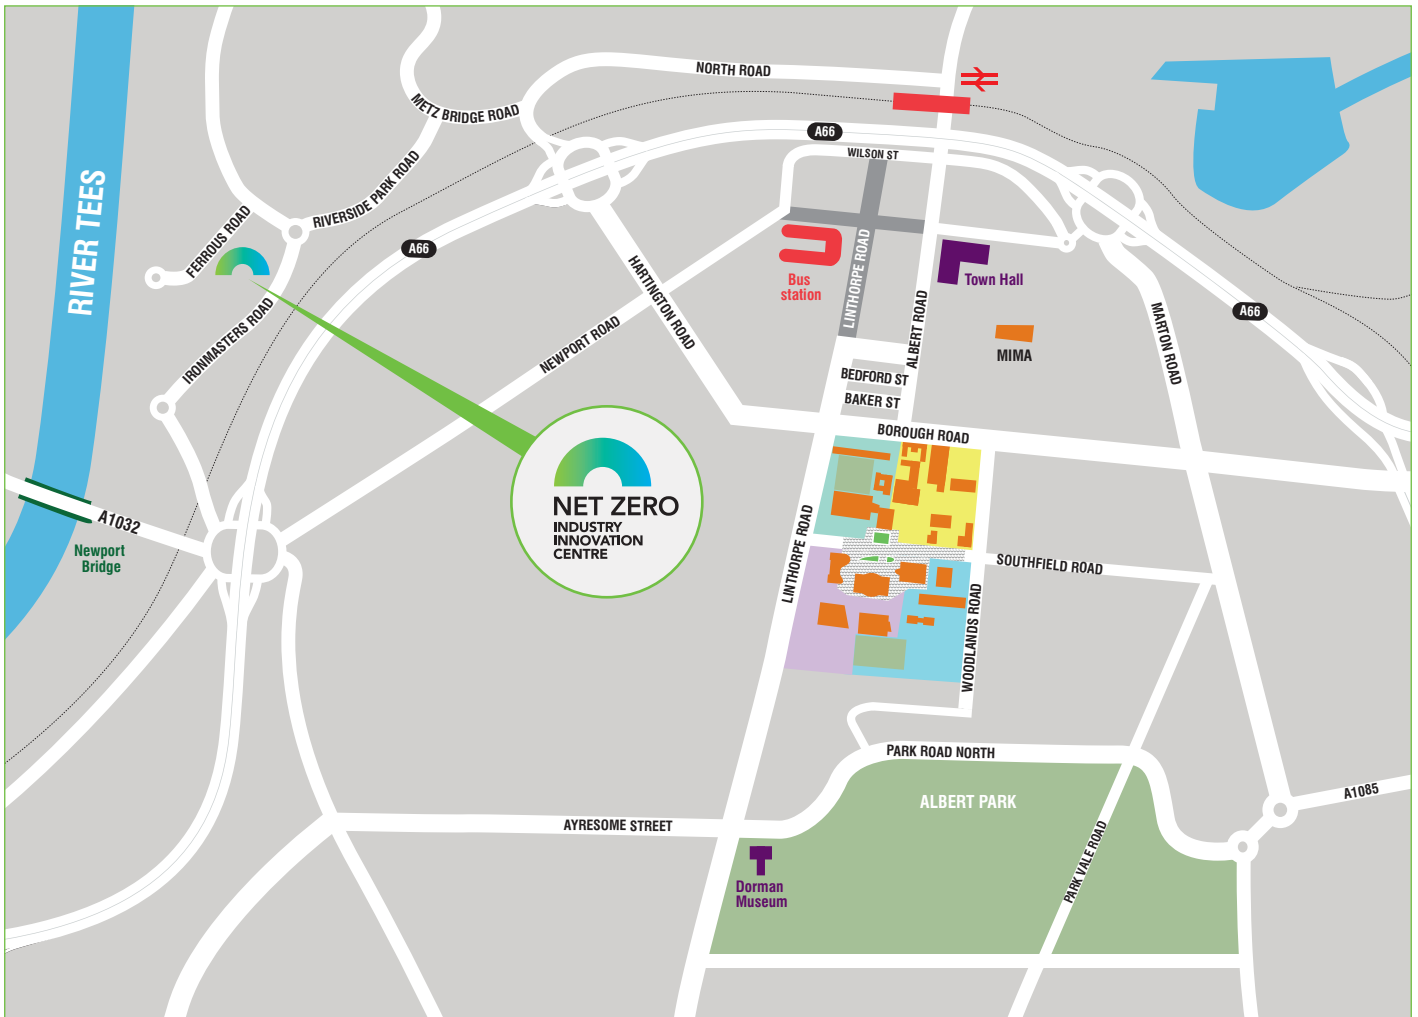 NORTH ROAD
METZ BRIDGE ROAD
A66
WILSON ST
RIVER TEES
RIVERSIDE PARK ROAD
FERROUS ROAD
A66
HARTINGTON ROAD
LINTHORPE ROAD
Town Hall
Bus
station
IRONMASTERS ROAD
NEWPORT ROAD
ALBERT ROAD
MARTON ROAD
A66
MIMA
BEDFORD ST
BAKER ST
BOROUGH ROAD
NET ZERO
INDUSTRY
INNOVATION
CENTRE
A1032
Newport
Bridge
LINTHORPE ROAD
SOUTHFIELD ROAD
WOODLANDS ROAD
PARK ROAD NORTH
ALBERT PARK
A1085
AYRESOME STREET
PARK VALE ROAD
Dorman
Museum